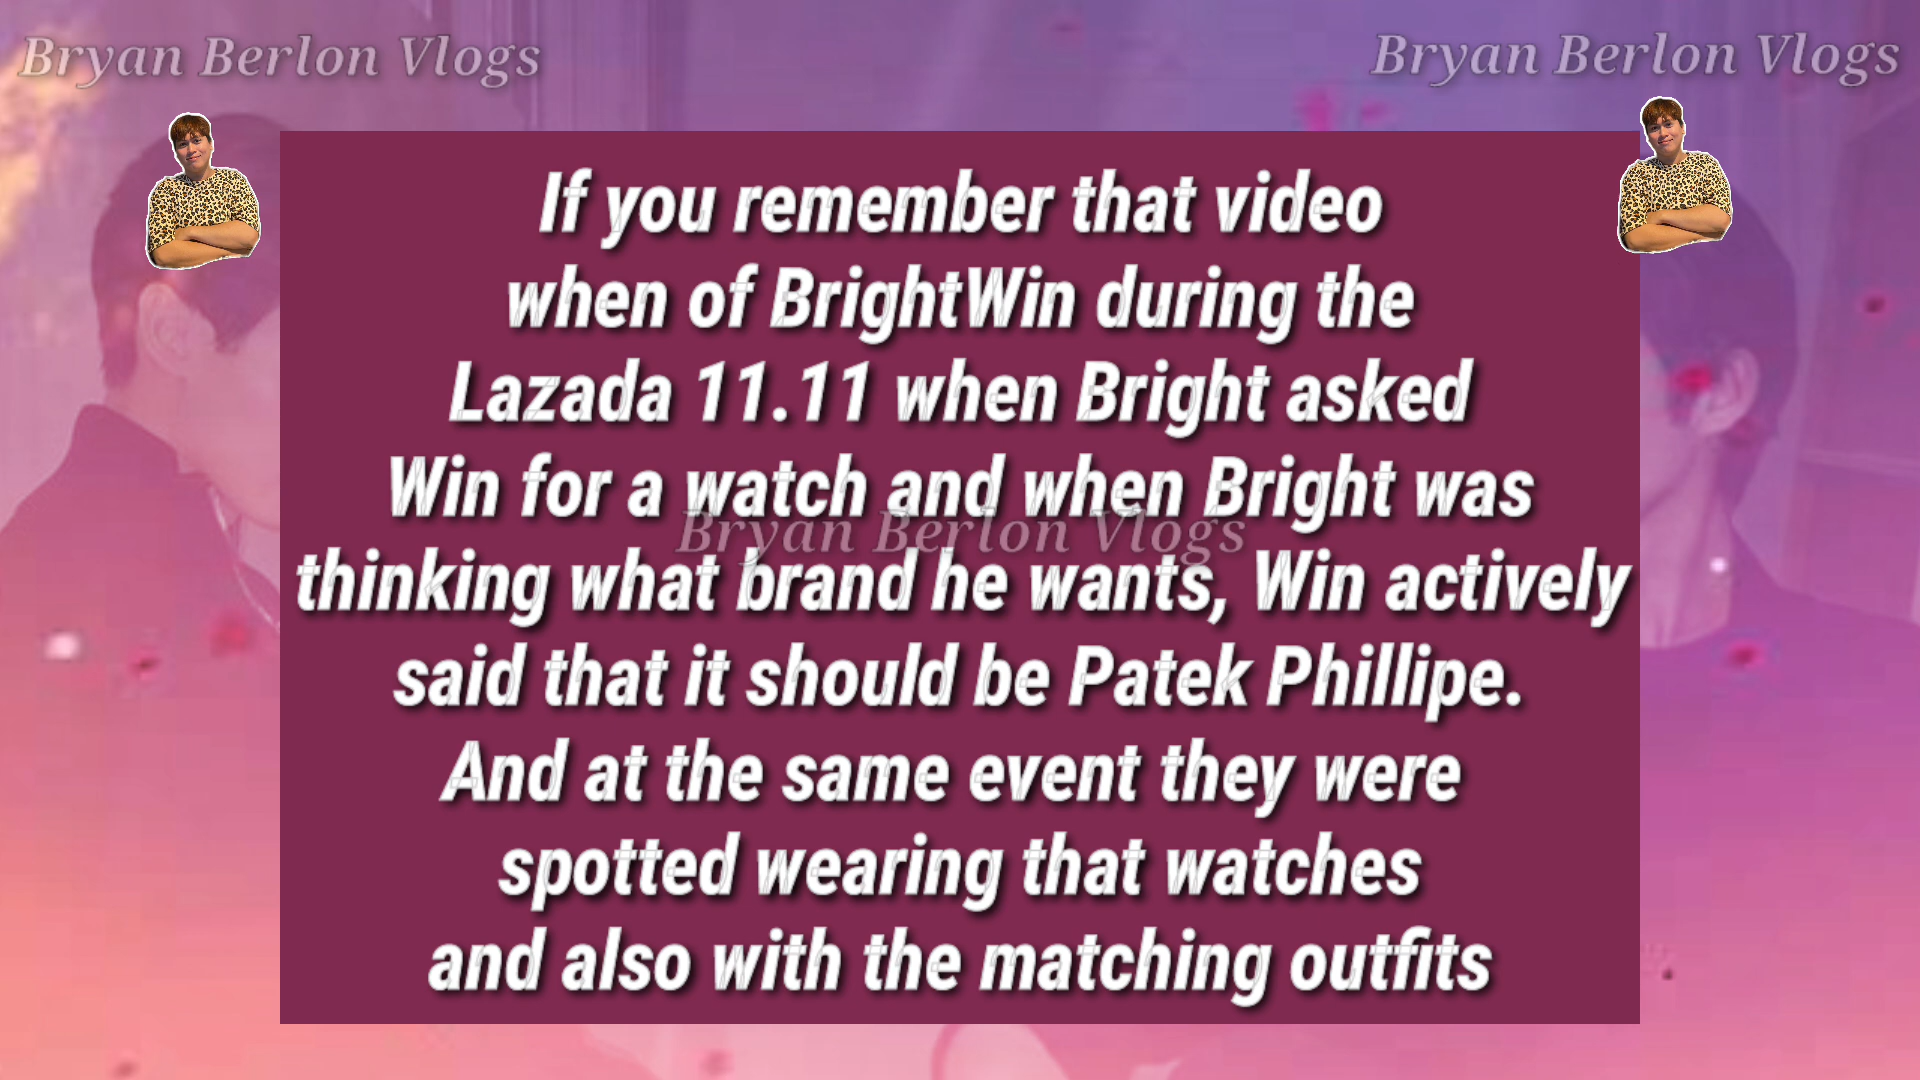 Bryan Berlon Vlogs
Bryan Berlon Vlogs
If you remember that video
when of BrightWin during the
Lazada 11.11 when Bright asked
Win for a watch and when Bright was
Bryan Berlon Vlogs
thinking what brand he wants, Win actively
said that it should be Patek Phillipe.
And at the same event they were
spotted wearing that watches
and also with the matching outfits